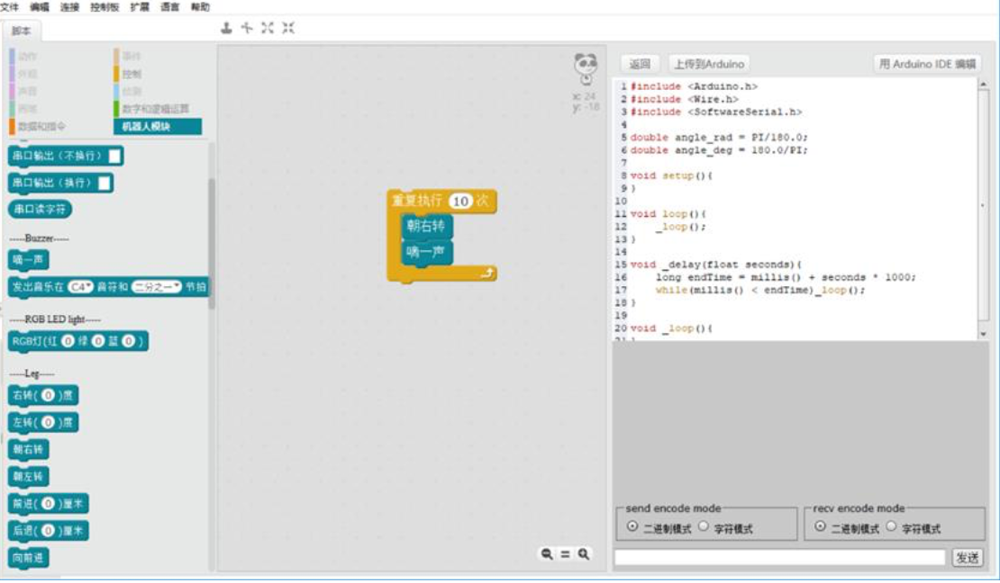 文件 编辑 连接 控制板 扩展 语言 帮助
脚本
动作 事件
外观 控制
声音 侦测
画笔 数字和逻辑运算
数据和指令 机器人模块
串口输出（不换行）
串口输出（换行）
串口读字符
-----Buzzer-----
嘀一声
发出音乐在 C4 音符和 二分之一 节拍
-----RGB LED light-----
RGB灯(红 0 绿 0 蓝 0 )
-----Leg-----
右转( 0 )度
左转( 0 )度
朝右转
朝左转
前进( 0 )厘米
后退( 0 )厘米
向前进
重复执行 10 次
朝右转
嘀一声
x: 24
y: -18
返回 上传到Arduino 用 Arduino IDE 编辑
1 #include <Arduino.h>
2 #include <Wire.h>
3 #include <SoftwareSerial.h>
4
5 double angle_rad = PI/180.0;
6 double angle_deg = 180.0/PI;
7
8 void setup(){
9 }
10
11 void loop(){
12 _loop();
13 }
14
15 void _delay(float seconds){
16 long endTime = millis() + seconds * 1000;
17 while(millis() < endTime)_loop();
18 }
19
20 void _loop(){
21 }
send encode mode
二进制模式 字符模式
recv encode mode
二进制模式 字符模式
发送